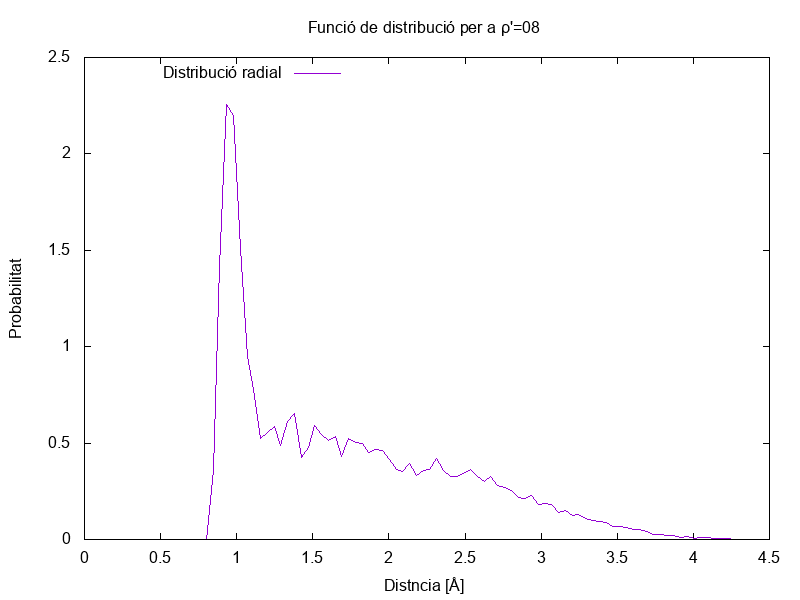 Funció de distribució per a ρ'=08
Distribució radial
2.5
2
1.5
1
0.5
0
Probabilitat
0 0.5 1 1.5 2 2.5 3 3.5 4 4.5
Distncia [Å]